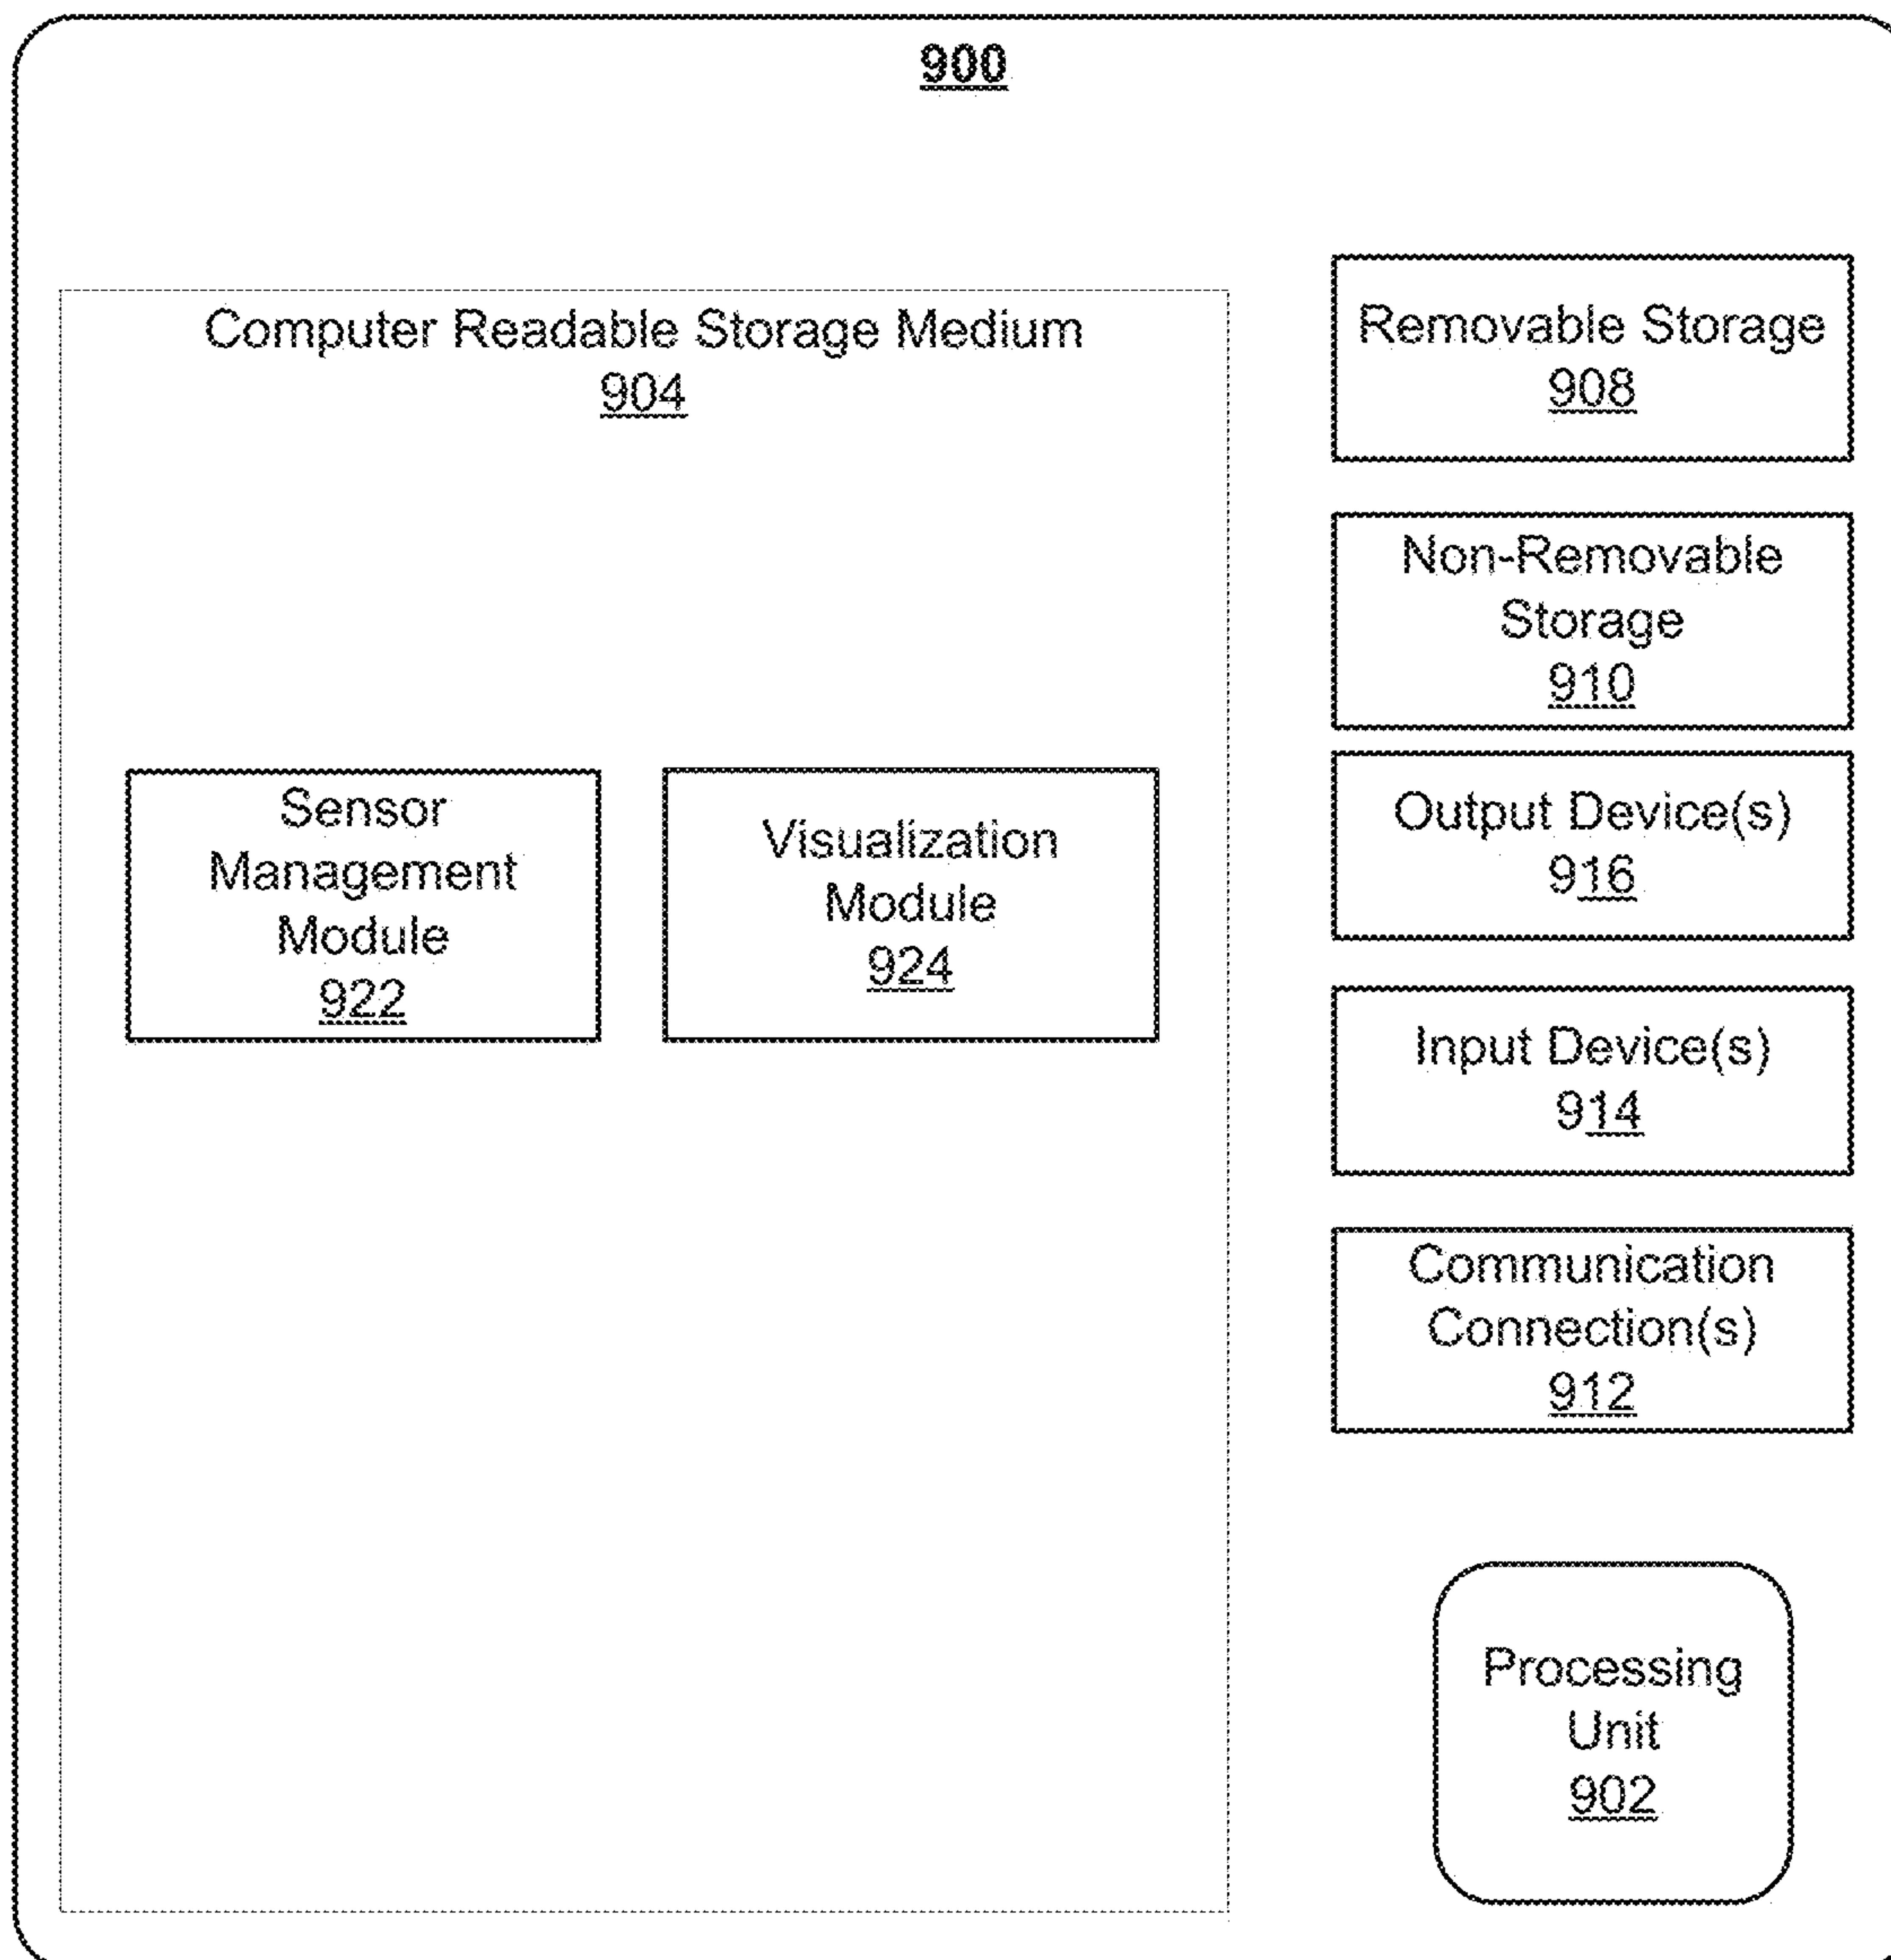 900
Computer Readable Storage Medium
904
Sensor
Management
Module
922
Visualization
Module
924
Removable Storage
908
Non-Removable
Storage
910
Output Device(s)
916
Input Device(s)
914
Communication
Connection(s)
912
Processing
Unit
902